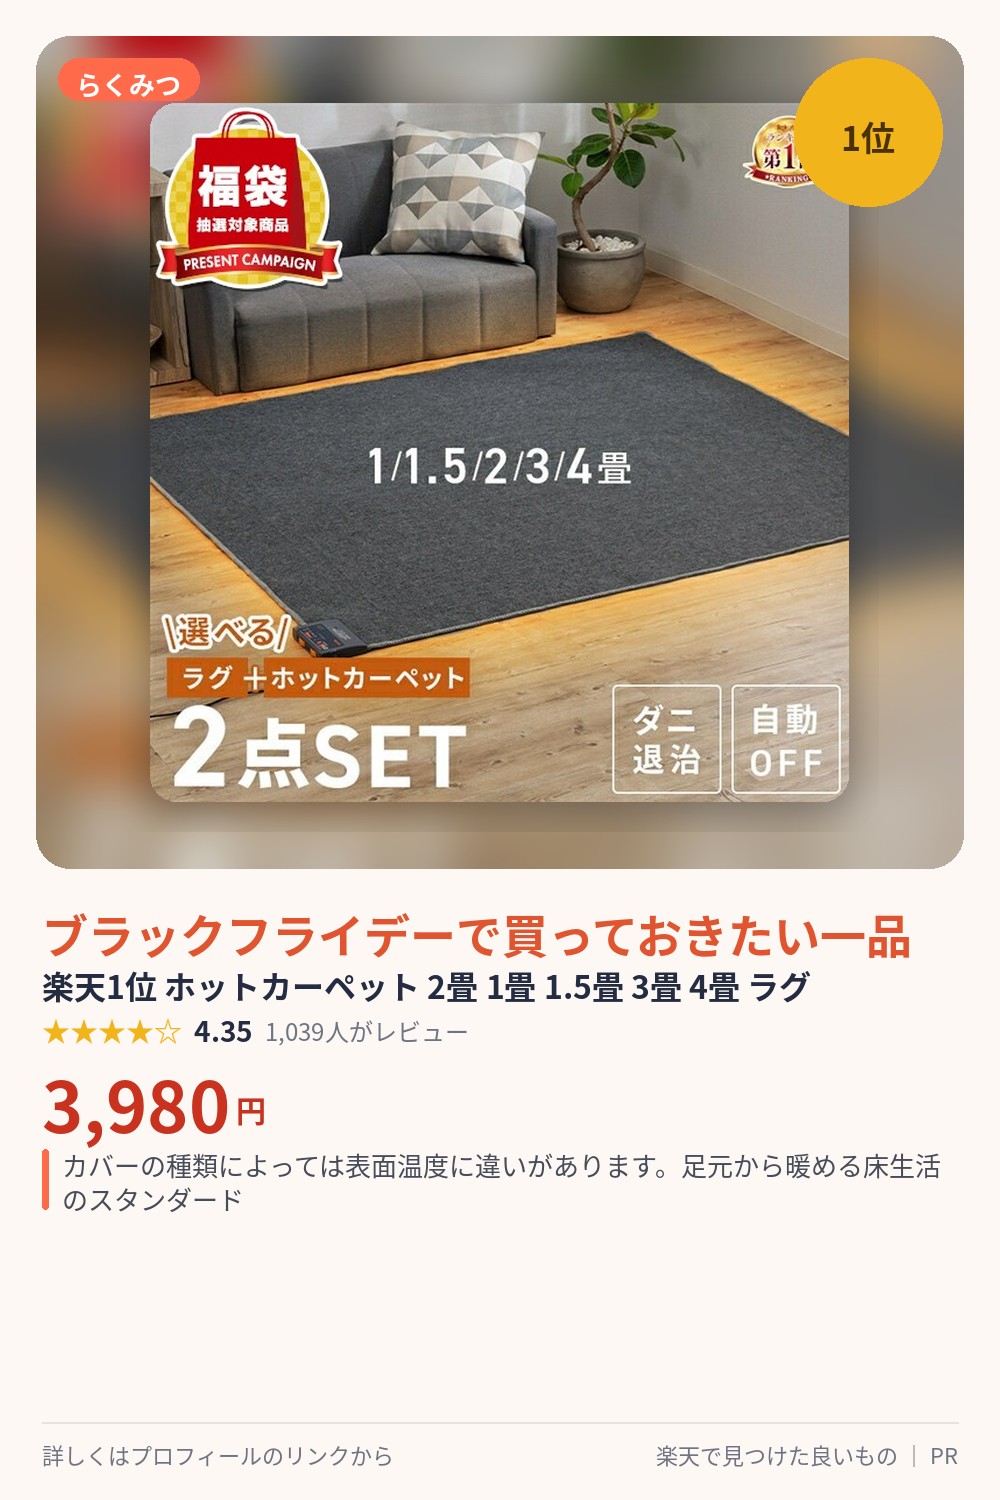 らくみつ
1位
福袋
抽選対象商品
PRESENT CAMPAIGN
第1
RANKING
1/1.5/2/3/4畳
\選べる/
ラグ+ホットカーペット
2点SET
ダニ
退治
自動
OFF
ブラックフライデーで買っておきたい一品
楽天1位 ホットカーペット 2畳 1畳 1.5畳 3畳 4畳 ラグ
★★★★☆ 4.35 1,039人がレビュー
3,980円
カバーの種類によっては表面温度に違いがあります。足元から暖める床生活
のスタンダード
詳しくはプロフィールのリンクから
楽天で見つけた良いもの | PR